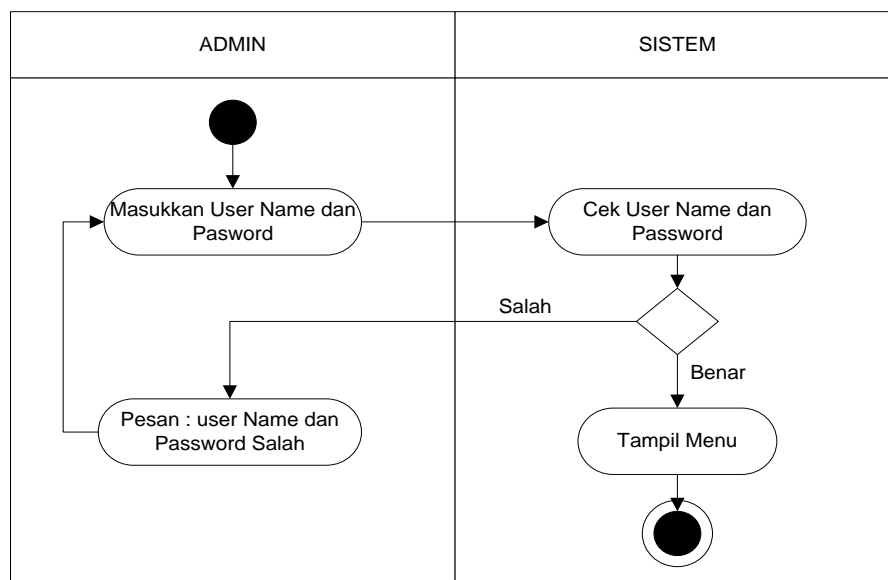 ADMIN
SISTEM
Masukkan User Name dan
Pasword
Cek User Name dan
Password
Salah
Benar
Pesan : user Name dan
Password Salah
Tampil Menu